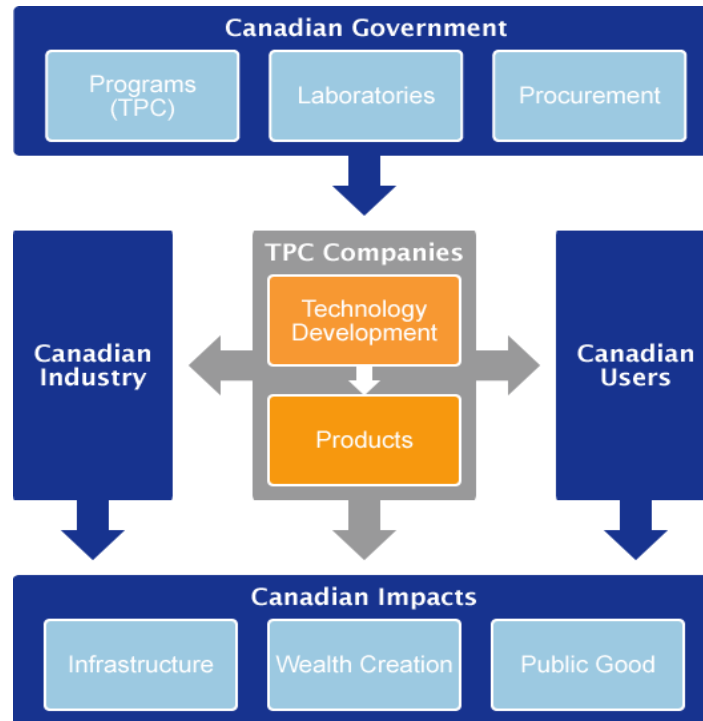 Canadian Government
Programs
(TPC)
Laboratories
Procurement
Canadian
Industry
TPC Companies
Technology
Development
Products
Canadian
Users
Canadian Impacts
Infrastructure
Wealth Creation
Public Good